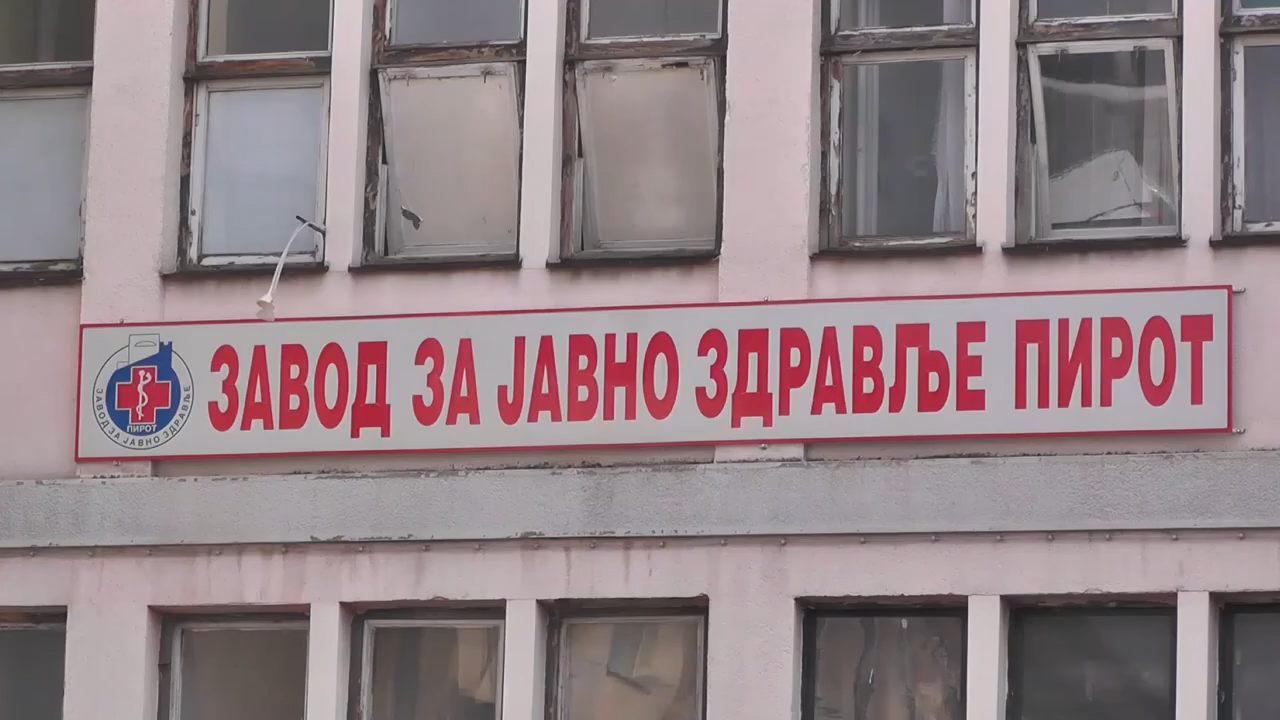 ЗАВОД ЗА ЈАВНО ЗДРАВЉЕ ПИРОТ
ПИРОТ
ЗАВОД ЗА ЈАВНО ЗДРАВЉЕ